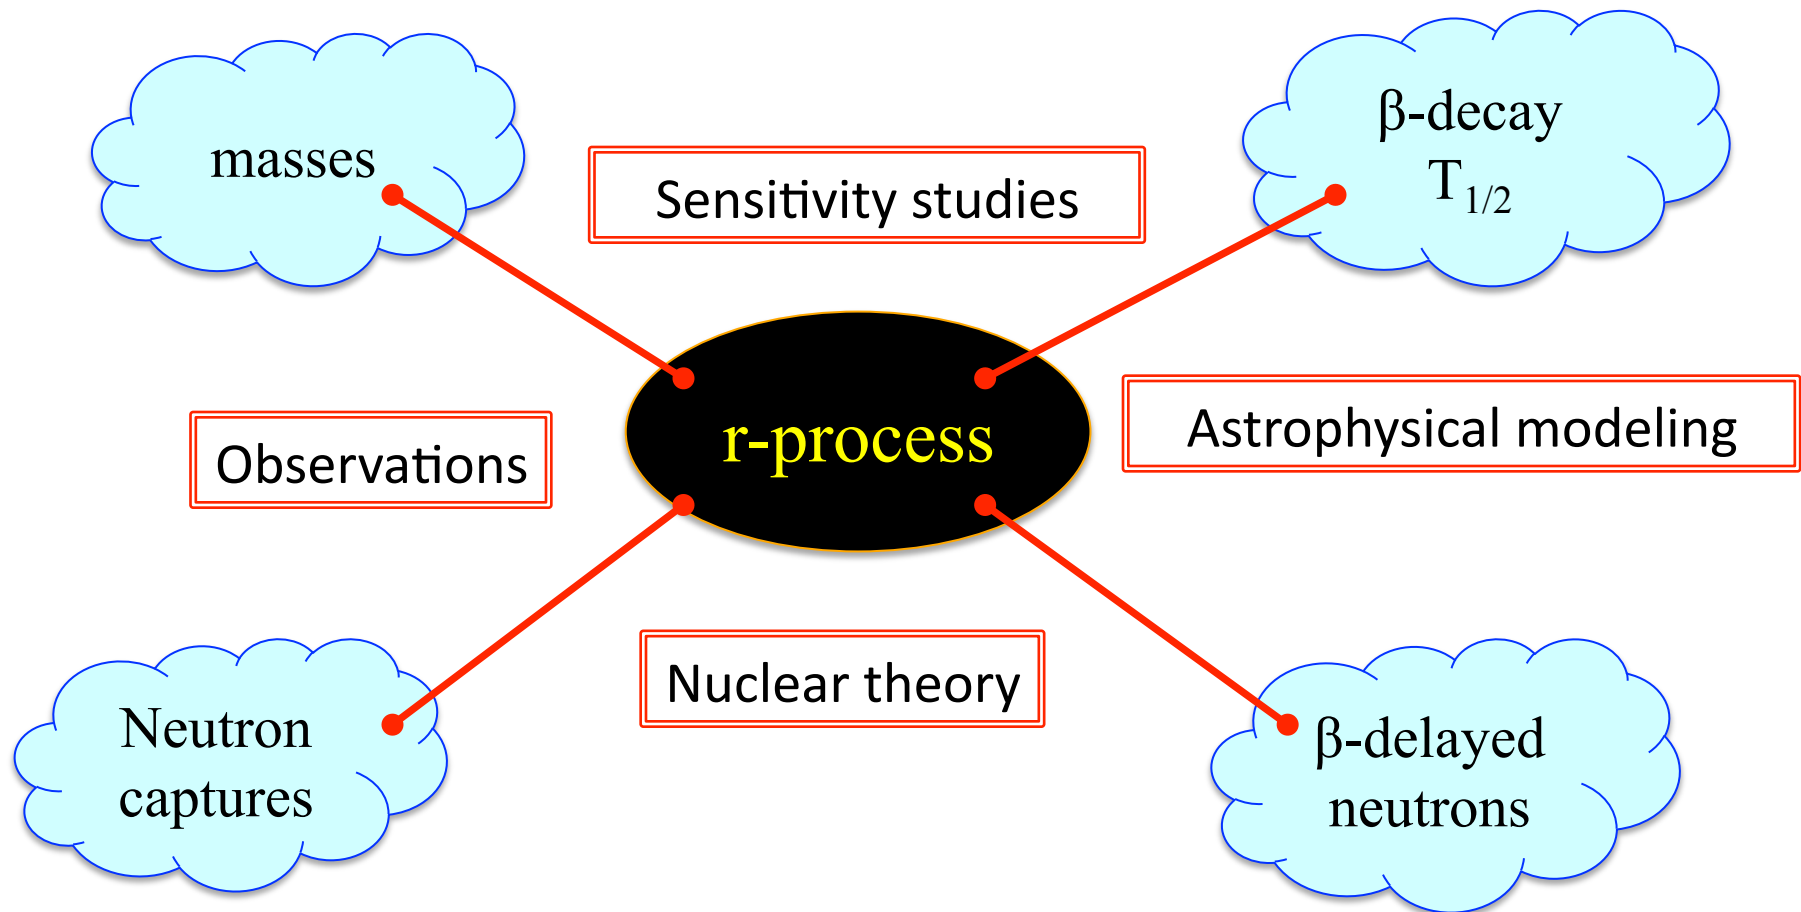 masses
β-decay
T1/2
Sensitivity studies
Observations
r-process
Astrophysical modeling
Nuclear theory
Neutron
captures
β-delayed
neutrons